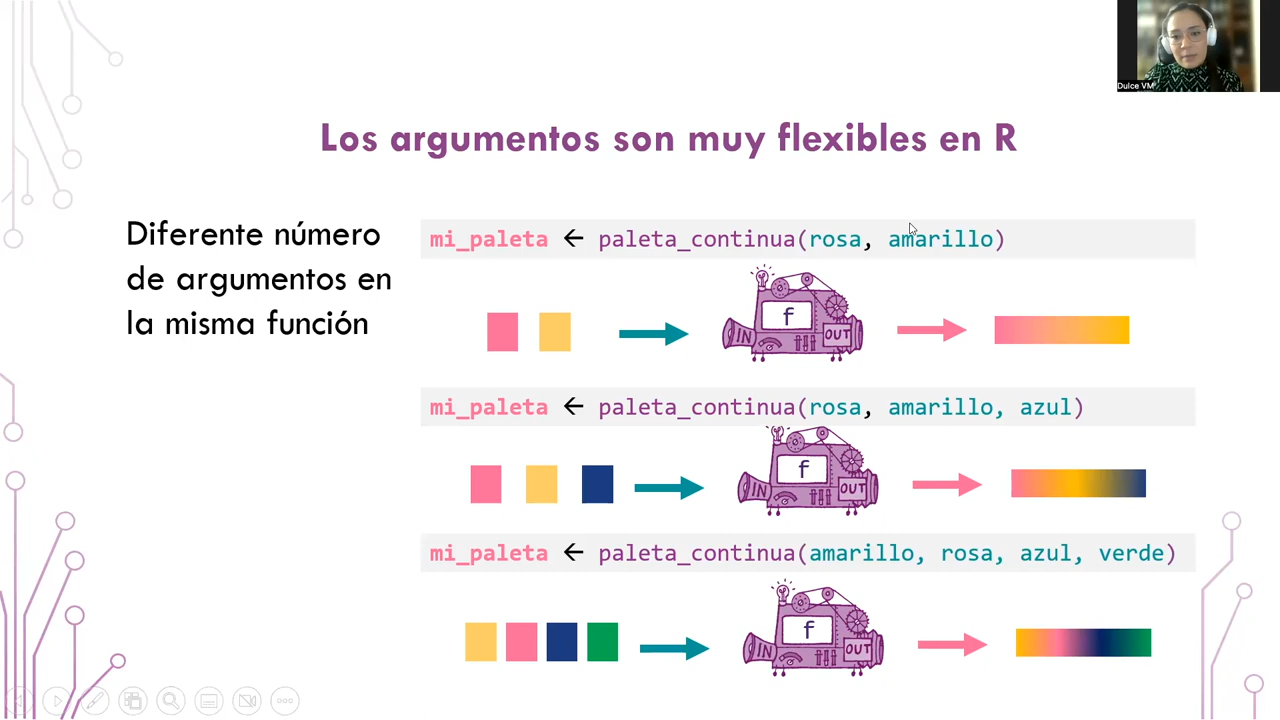 Dulce VM
Los argumentos son muy flexibles en R
Diferente número
de argumentos en
la misma función
mi_paleta ← paleta_continua(rosa, amarillo)
f
IN
OUT
mi_paleta ← paleta_continua(rosa, amarillo, azul)
f
IN
OUT
mi_paleta ← paleta_continua(amarillo, rosa, azul, verde)
f
IN
OUT